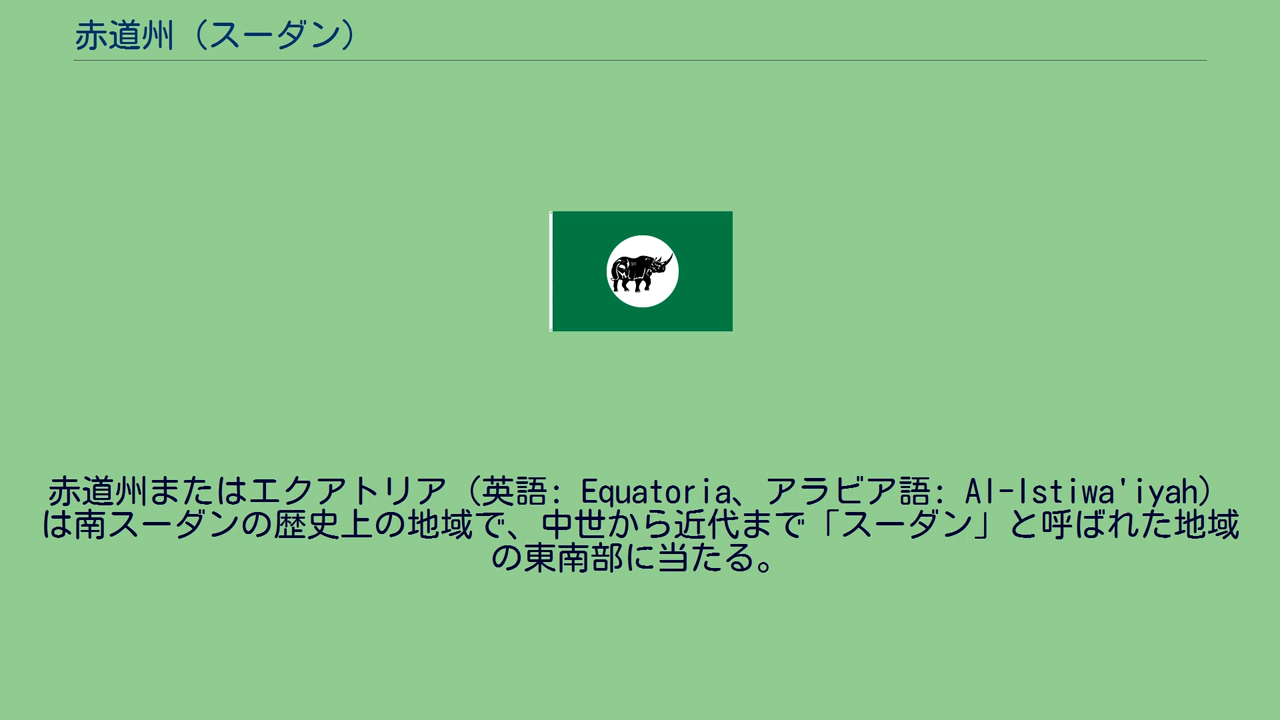 赤道州（スーダン）
赤道州またはエクアトリア（英語: Equatoria、アラビア語: Al-Istiwa'iyah）
は南スーダンの歴史上の地域で、中世から近代まで「スーダン」と呼ばれた地域
の東南部に当たる。